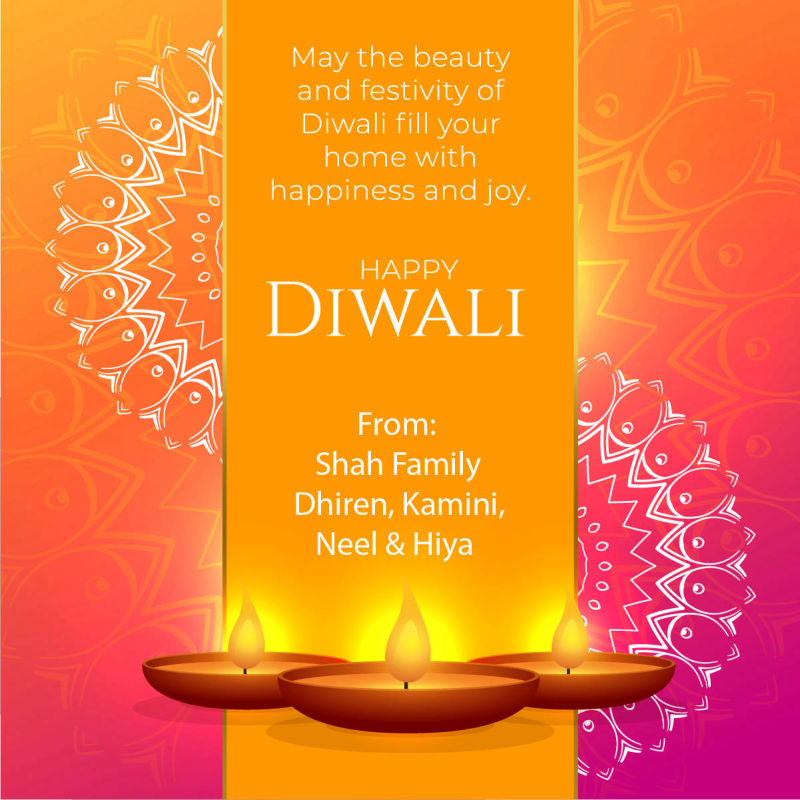 May the beauty
and festivity of
Diwali fill your
home with
happiness and joy.
HAPPY
DIWALI
From:
Shah Family
Dhiren, Kamini,
Neel & Hiya